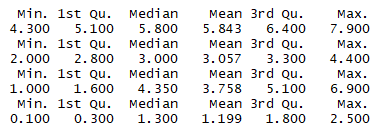 Min. 1st Qu. Median Mean 3rd Qu. Max.
4.300 5.100 5.800 5.843 6.400 7.900
Min. 1st Qu. Median Mean 3rd Qu. Max.
2.000 2.800 3.000 3.057 3.300 4.400
Min. 1st Qu. Median Mean 3rd Qu. Max.
1.000 1.600 4.350 3.758 5.100 6.900
Min. 1st Qu. Median Mean 3rd Qu. Max.
0.100 0.300 1.300 1.199 1.800 2.500